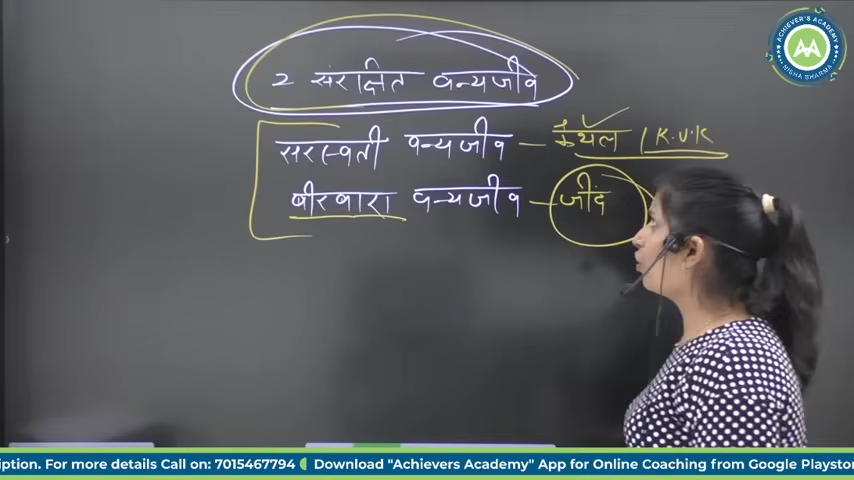 2 संरक्षित वन्यजीव
सरस्वती वन्यजीव - कैथल / K.U.K
बीरबारा वन्यजीव - जींद
ACHIEVER'S ACADEMY
NISHA SHARMA
iption. For more details Call on: 7015467794 Download "Achievers Academy" App for Online Coaching from Google Playstor